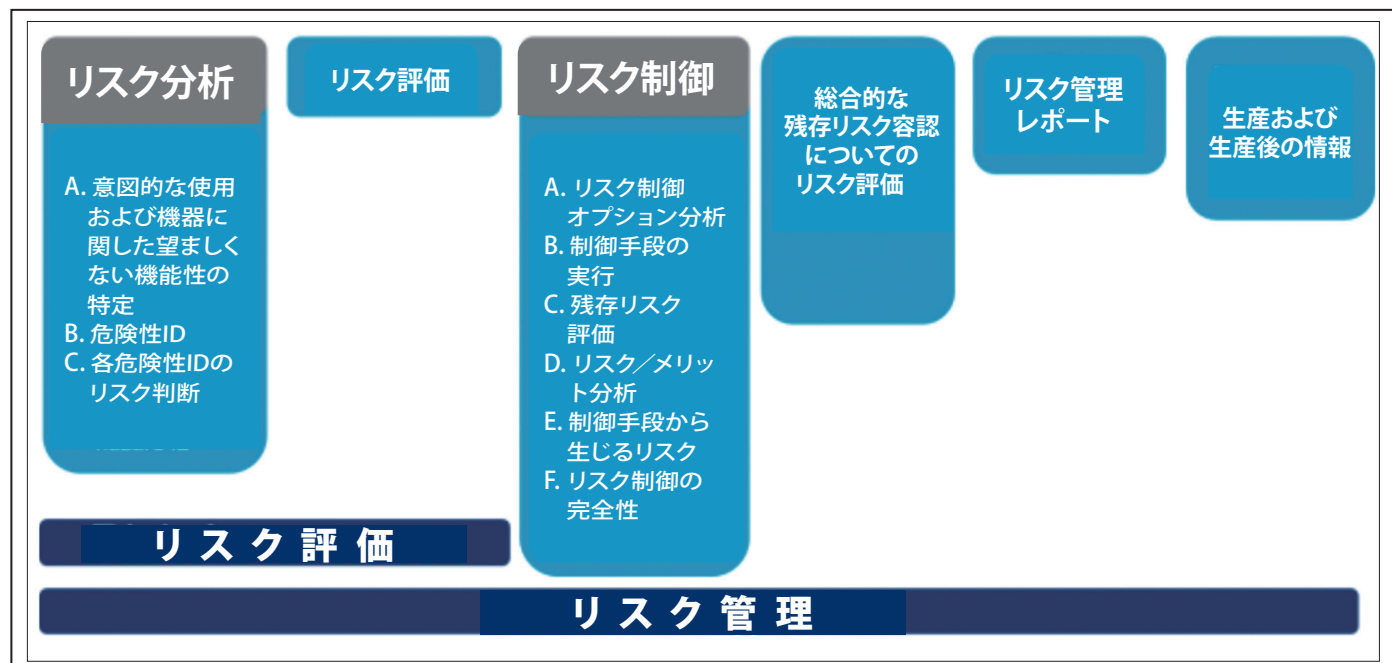 リスク分析
A. 意図的な使用
および機器に
関した望ましく
ない機能性の
特定
B. 危険性ID
C. 各危険性IDの
リスク判断
リスク評価
リスク制御
A. リスク制御
オプション分析
B. 制御手段の
実行
C. 残存リスク
評価
D. リスク／メリッ
ト分析
E. 制御手段から
生じるリスク
F. リスク制御の
完全性
総合的な
残存リスク容認
についての
リスク評価
リスク管理
レポート
生産および
生産後の情報
リスク評価
リスク管理